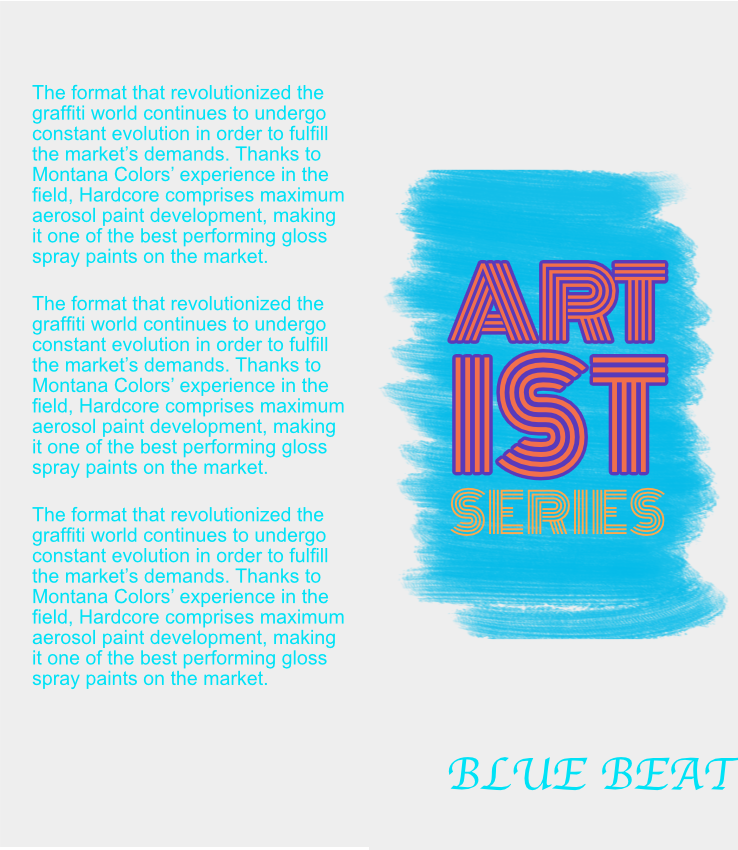 The format that revolutionized the
graffiti world continues to undergo
constant evolution in order to fulfill
the market’s demands. Thanks to
Montana Colors’ experience in the
field, Hardcore comprises maximum
aerosol paint development, making
it one of the best performing gloss
spray paints on the market.
The format that revolutionized the
graffiti world continues to undergo
constant evolution in order to fulfill
the market’s demands. Thanks to
Montana Colors’ experience in the
field, Hardcore comprises maximum
aerosol paint development, making
it one of the best performing gloss
spray paints on the market.
The format that revolutionized the
graffiti world continues to undergo
constant evolution in order to fulfill
the market’s demands. Thanks to
Montana Colors’ experience in the
field, Hardcore comprises maximum
aerosol paint development, making
it one of the best performing gloss
spray paints on the market.
ART
IST
SERIES
BLUE BEAT